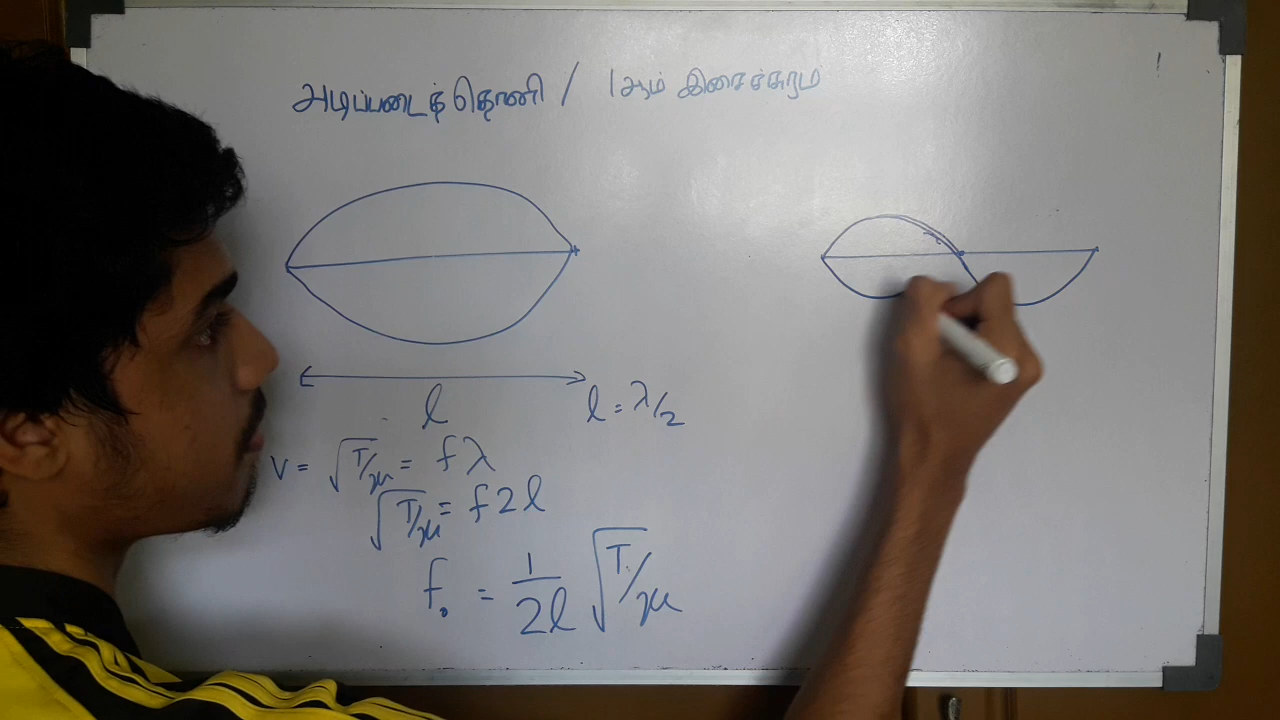 அடிப்படைத் தொனி / 1ஆம் இசைச்சுரம்
l
l = λ/2
v = √T/μ = fλ
√T/μ = f2l
f₀ = 1/2l √T/μ